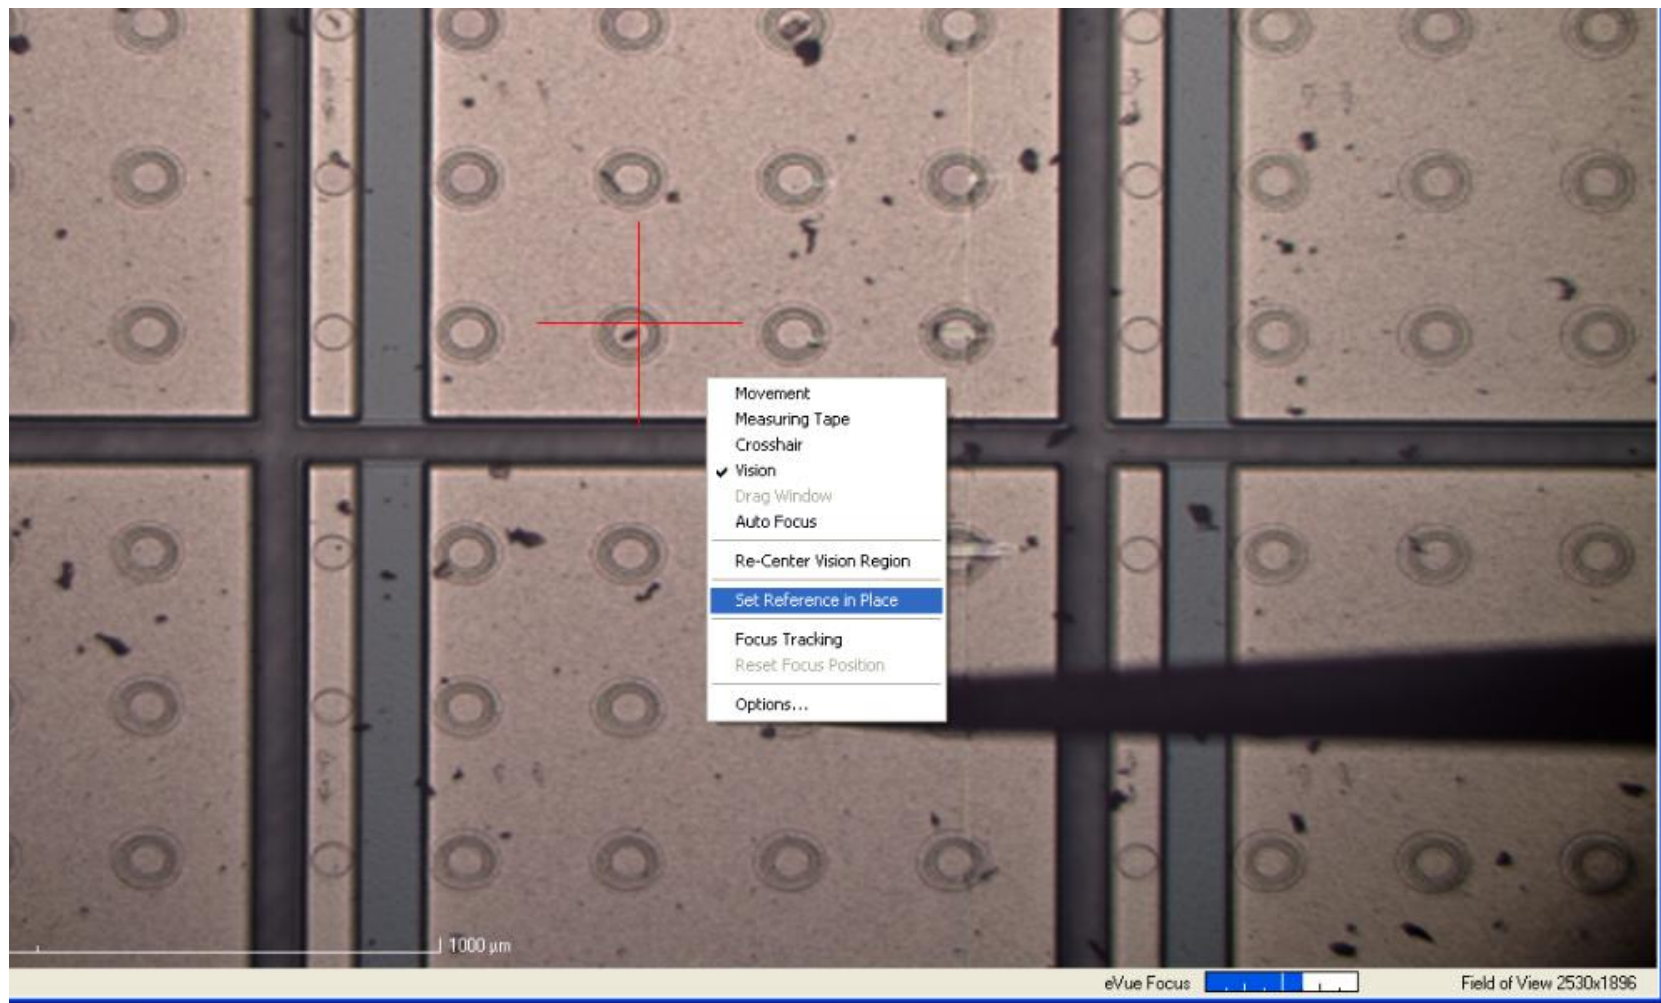 Movement
Measuring Tape
Crosshair
Vision
Drag Window
Auto Focus
Re-Center Vision Region
Set Reference in Place
Focus Tracking
Reset Focus Position
Options...
1000 µm
eVue Focus
Field of View 2530x1896